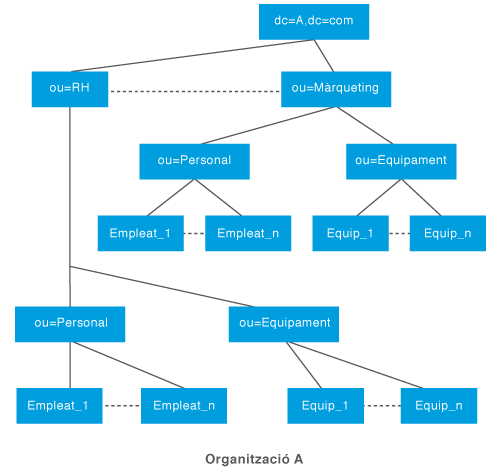 dc=A,dc=com
ou=RH
ou=Màrqueting
ou=Personal
ou=Equipament
Empleat_1
Empleat_n
Equip_1
Equip_n
ou=Personal
ou=Equipament
Empleat_1
Empleat_n
Equip_1
Equip_n
Organització A